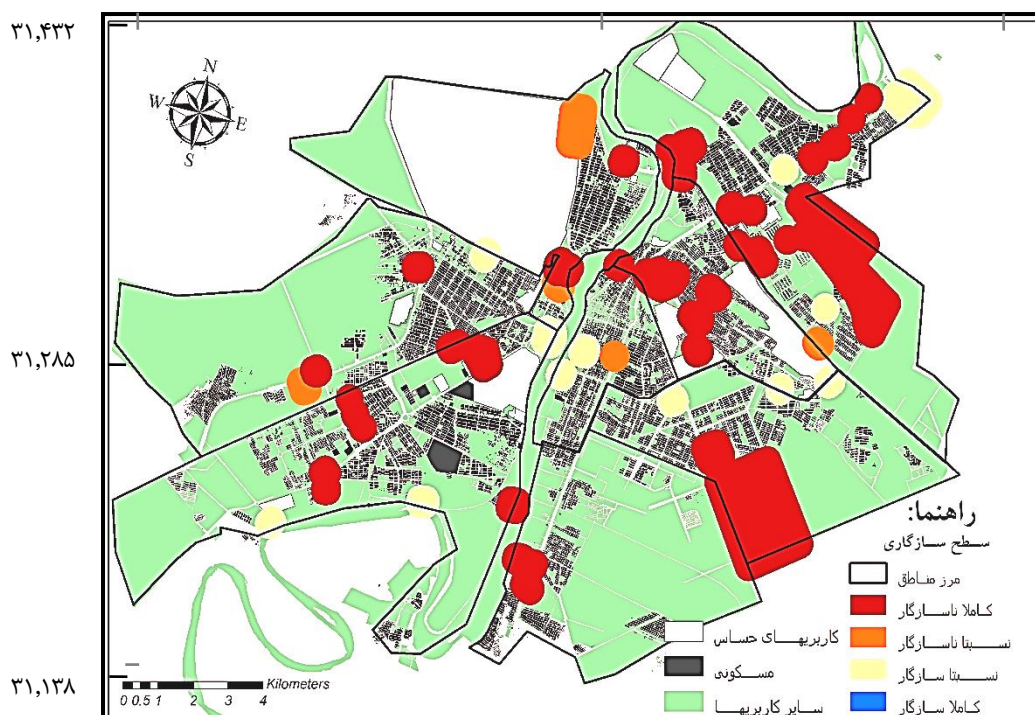 ۳۱,۴۳۲
N
W
E
S
۳۱,۲۸۵
۳۱,۱۳۸
راهنما:
سطح سازگاری
مرز مناطق
کاملا ناسازگار
نسبتا ناسازگار
نسبتا سازگار
کاملا سازگار
کاربریهای حساس
مسکونی
سایر کاربریها
Kilometers
0 0.5 1 2 3 4